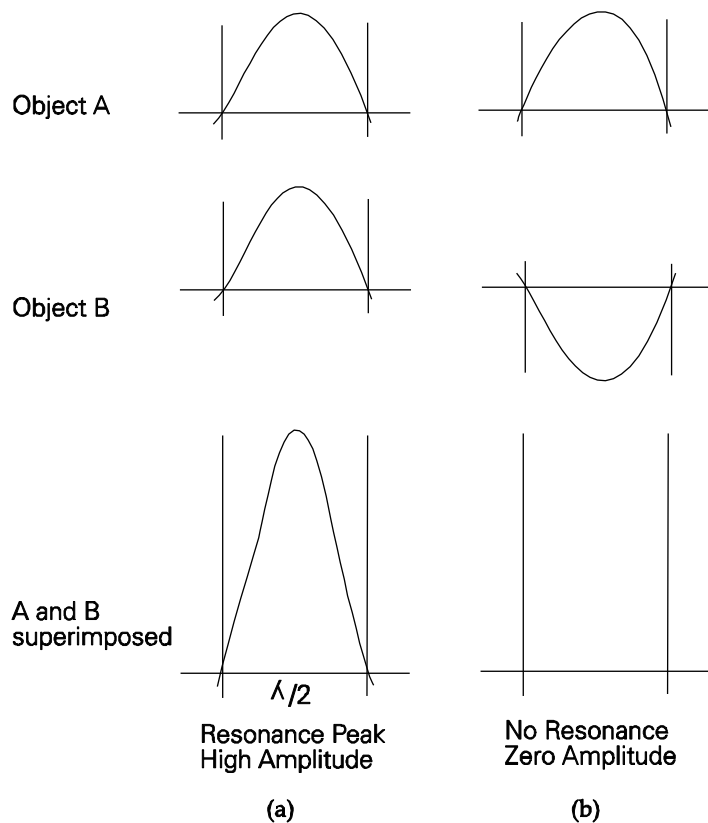 Object A
Object B
A and B
superimposed
λ/2
Resonance Peak
High Amplitude
No Resonance
Zero Amplitude
(a)
(b)